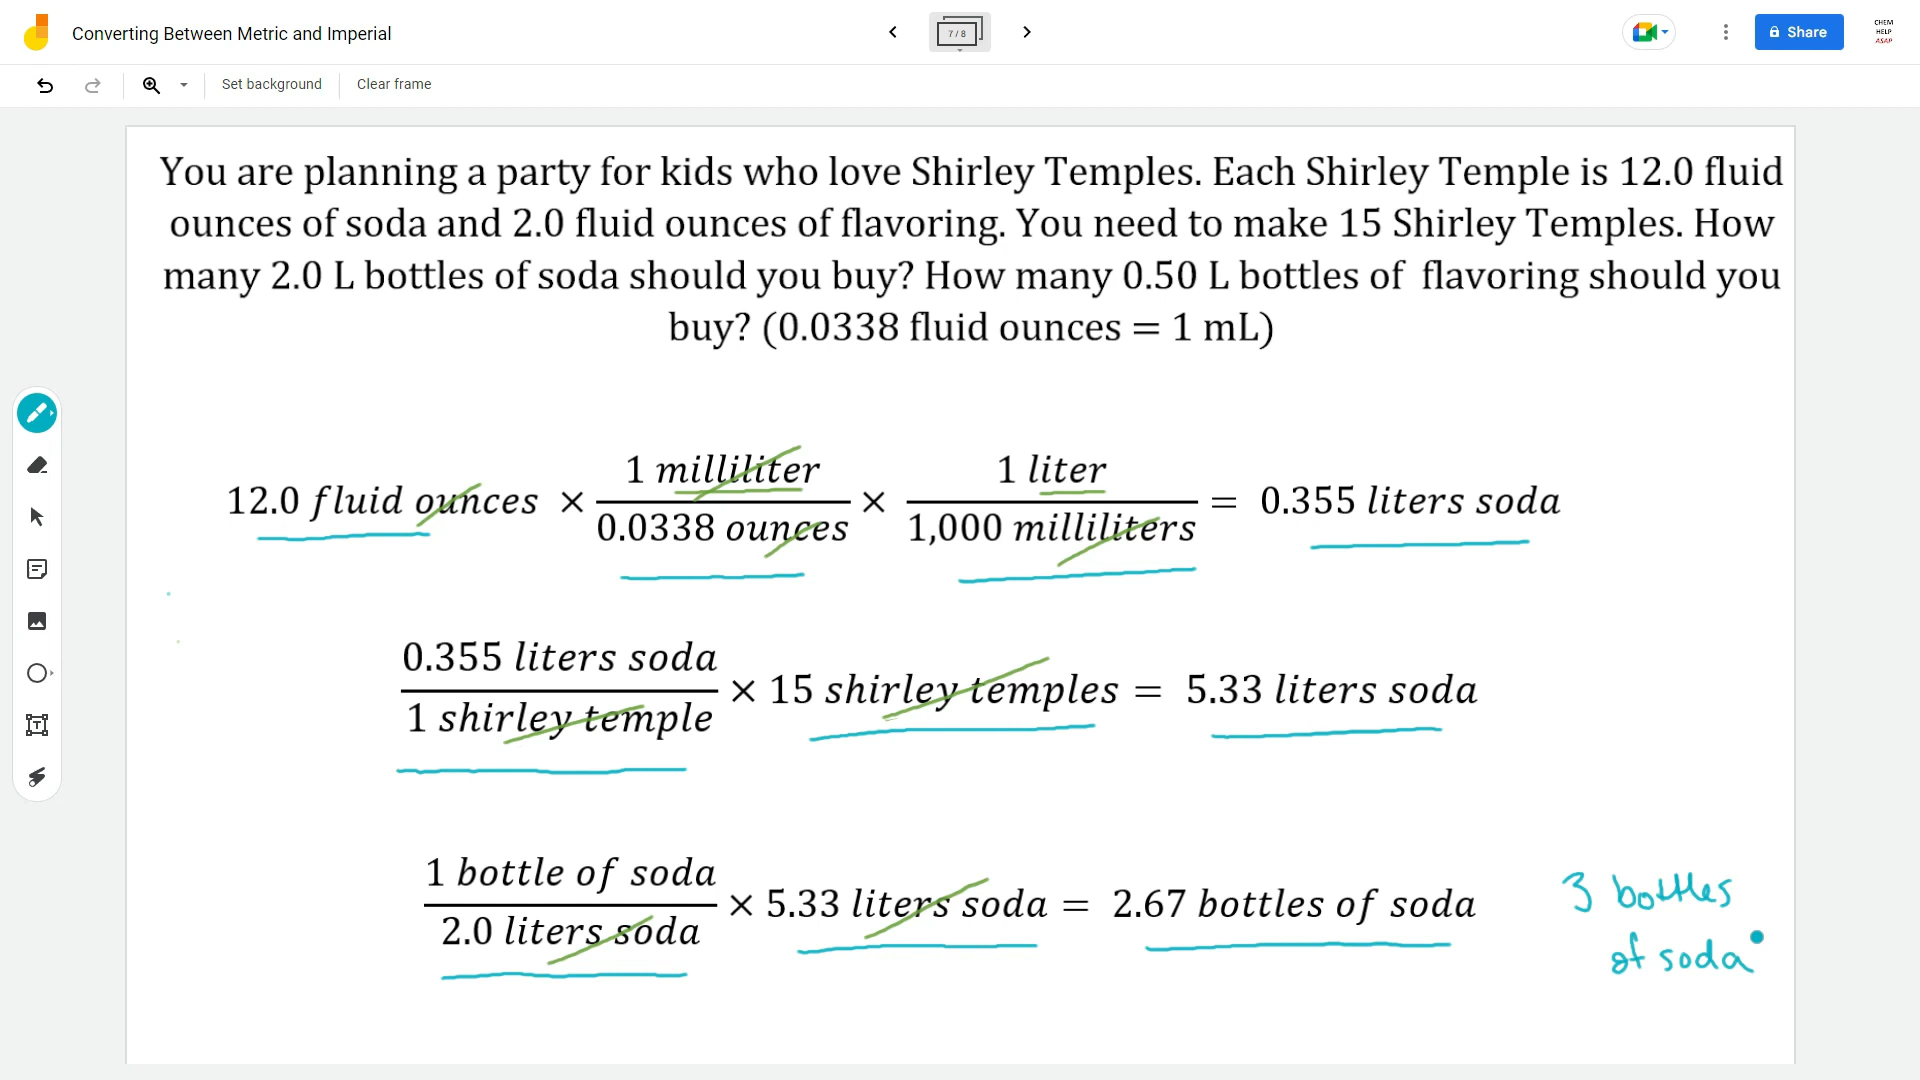 Converting Between Metric and Imperial
7 / 8
Share
CHEM
HELP
ASAP
Set background
Clear frame
You are planning a party for kids who love Shirley Temples. Each Shirley Temple is 12.0 fluid
ounces of soda and 2.0 fluid ounces of flavoring. You need to make 15 Shirley Temples. How
many 2.0 L bottles of soda should you buy? How many 0.50 L bottles of flavoring should you
buy? (0.0338 fluid ounces = 1 mL)
12.0 fluid ounces × 1 milliliter / 0.0338 ounces × 1 liter / 1,000 milliliters = 0.355 liters soda
0.355 liters soda / 1 shirley temple × 15 shirley temples = 5.33 liters soda
1 bottle of soda / 2.0 liters soda × 5.33 liters soda = 2.67 bottles of soda
3 bottles
of soda